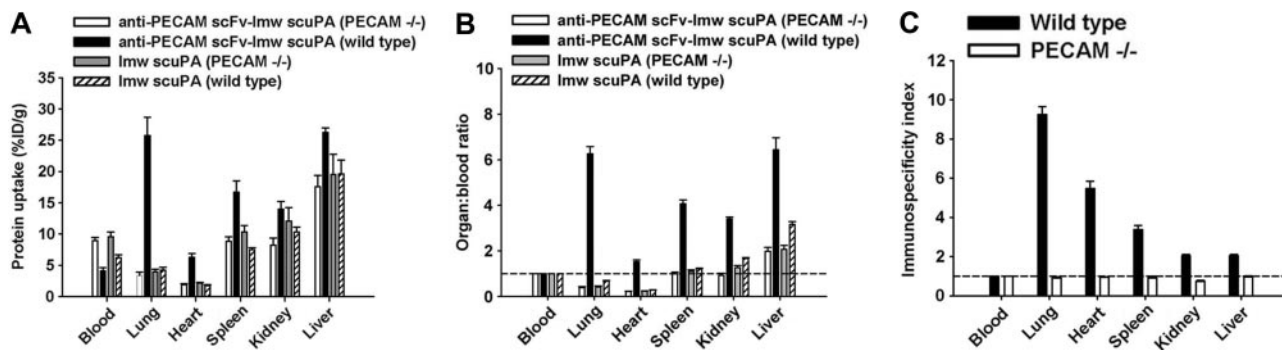 A
anti-PECAM scFv-lmw scuPA (PECAM -/-)
anti-PECAM scFv-lmw scuPA (wild type)
lmw scuPA (PECAM -/-)
lmw scuPA (wild type)
Protein uptake (%ID/g)
35
30
25
20
15
10
5
0
Blood
Lung
Heart
Spleen
Kidney
Liver
B
anti-PECAM scFv-lmw scuPA (PECAM -/-)
anti-PECAM scFv-lmw scuPA (wild type)
lmw scuPA (PECAM -/-)
lmw scuPA (wild type)
Organ:blood ratio
10
8
6
4
2
0
Blood
Lung
Heart
Spleen
Kidney
Liver
C
Wild type
PECAM -/-
Immunospecificity index
12
10
8
6
4
2
0
Blood
Lung
Heart
Spleen
Kidney
Liver